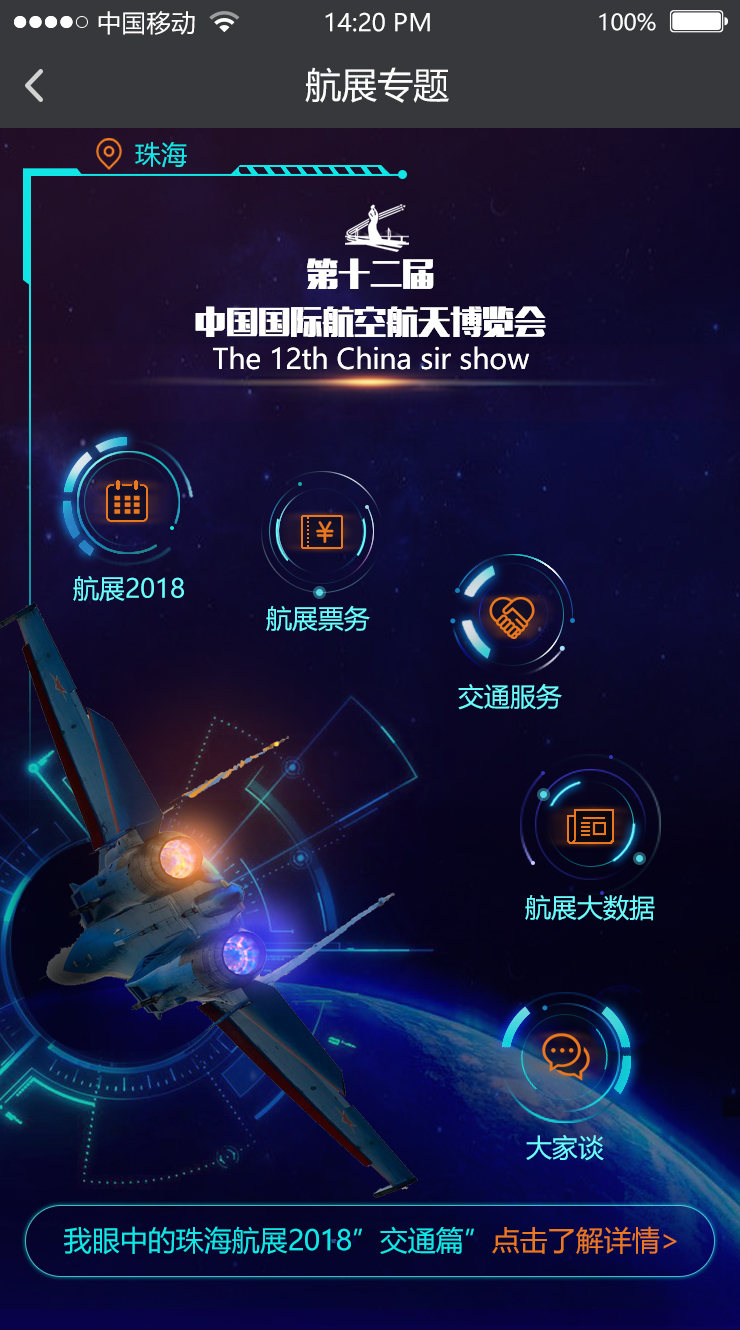 中国移动 14:20 PM 100%
航展专题
珠海
第十二届
中国国际航空航天博览会
The 12th China sir show
航展2018
航展票务
交通服务
航展大数据
大家谈
我眼中的珠海航展2018”交通篇”点击了解详情>